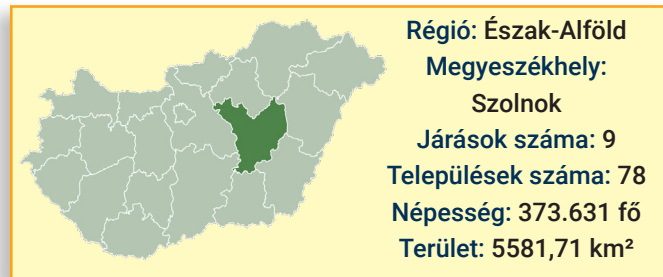 Régió: Észak-Alföld
Megyeszékhely:
Szolnok
Járások száma: 9
Települések száma: 78
Népesség: 373.631 fő
Terület: 5581,71 km²